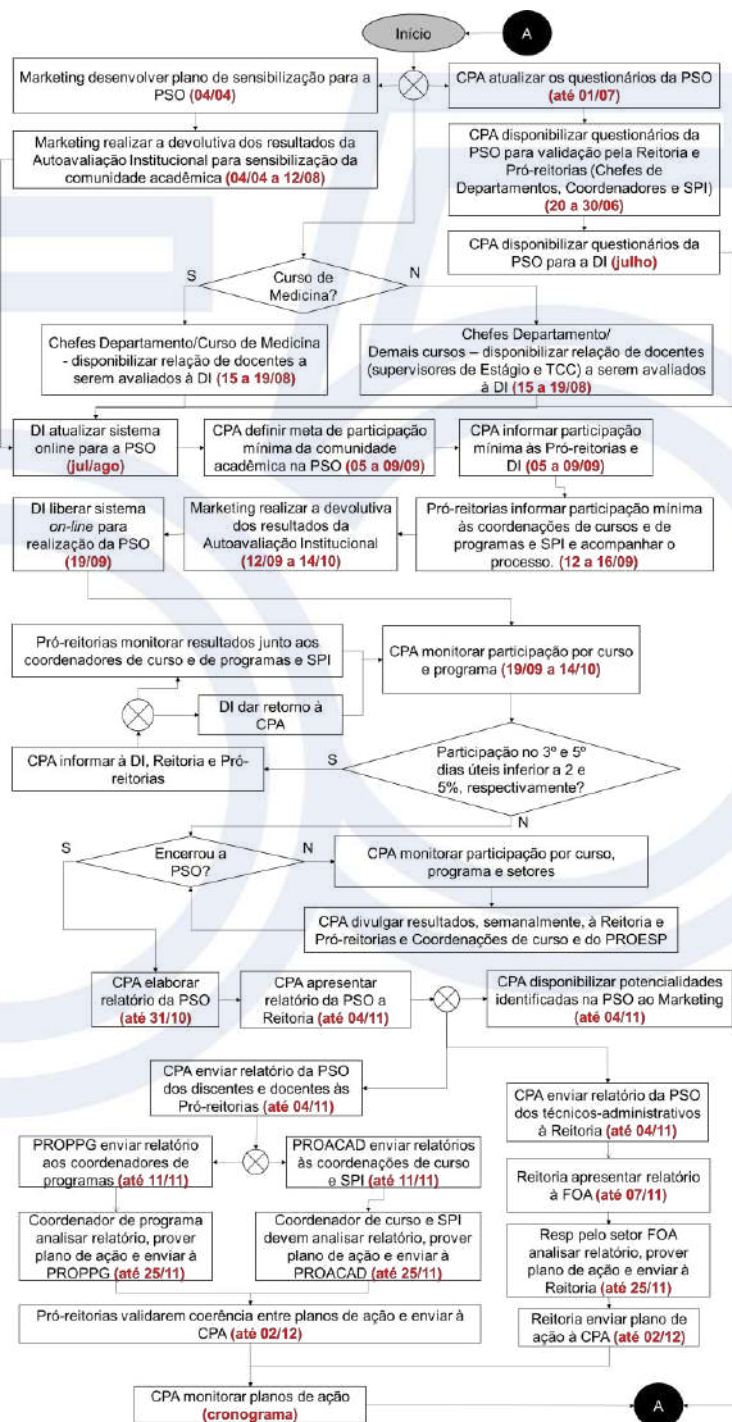 Início
A
Marketing desenvolver plano de sensibilização para a
PSO (04/04)
CPA atualizar os questionários da PSO
(até 01/07)
Marketing realizar a devolutiva dos resultados da
Autoavaliação Institucional para sensibilização da
comunidade acadêmica (04/04 a 12/08)
CPA disponibilizar questionários da
PSO para validação pela Reitoria e
Pró-reitorias (Chefes de
Departamentos, Coordenadores e SPI)
(20 a 30/06)
CPA disponibilizar questionários da
PSO para a DI (julho)
S
Curso de
Medicina?
N
Chefes Departamento/Curso de Medicina
- disponibilizar relação de docentes a
serem avaliados à DI (15 a 19/08)
Chefes Departamento/
Demais cursos – disponibilizar relação de docentes
(supervisores de Estágio e TCC) a serem avaliados
à DI (15 a 19/08)
DI atualizar sistema
online para a PSO
(jul/ago)
CPA definir meta de participação
mínima da comunidade
acadêmica na PSO (05 a 09/09)
CPA informar participação
mínima às Pró-reitorias e
DI (05 a 09/09)
DI liberar sistema
on-line para
realização da PSO
(19/09)
Marketing realizar a devolutiva
dos resultados da
Autoavaliação Institucional
(12/09 a 14/10)
Pró-reitorias informar participação mínima
às coordenações de cursos e de
programas e SPI e acompanhar o
processo. (12 a 16/09)
Pró-reitorias monitorar resultados junto aos
coordenadores de curso e de programas e SPI
CPA monitorar participação por curso
e programa (19/09 a 14/10)
DI dar retorno à
CPA
CPA informar à DI, Reitoria e Pró-
reitorias
S
Participação no 3º e 5º
dias úteis inferior a 2 e
5%, respectivamente?
N
S
Encerrou a
PSO?
N
CPA monitorar participação por curso,
programa e setores
CPA divulgar resultados, semanalmente, à Reitoria e
Pró-reitorias e Coordenações de curso e do PROESP
CPA elaborar
relatório da PSO
(até 31/10)
CPA apresentar
relatório da PSO a
Reitoria (até 04/11)
CPA disponibilizar potencialidades
identificadas na PSO ao Marketing
(até 04/11)
CPA enviar relatório da PSO
dos discentes e docentes às
Pró-reitorias (até 04/11)
CPA enviar relatório da PSO
dos técnicos-administrativos
à Reitoria (até 04/11)
PROPPG enviar relatório
aos coordenadores de
programas (até 11/11)
PROACAD enviar relatórios
às coordenações de curso
e SPI (até 11/11)
Reitoria apresentar relatório
à FOA (até 07/11)
Coordenador de programa
analisar relatório, prover
plano de ação e enviar à
PROPPG (até 25/11)
Coordenador de curso e SPI
devem analisar relatório, prover
plano de ação e enviar à
PROACAD (até 25/11)
Resp pelo setor FOA
analisar relatório, prover
plano de ação e enviar à
Reitoria (até 25/11)
Pró-reitorias validarem coerência entre planos de ação e enviar à
CPA (até 02/12)
Reitoria enviar plano de
ação à CPA (até 02/12)
CPA monitorar planos de ação
(cronograma)
A